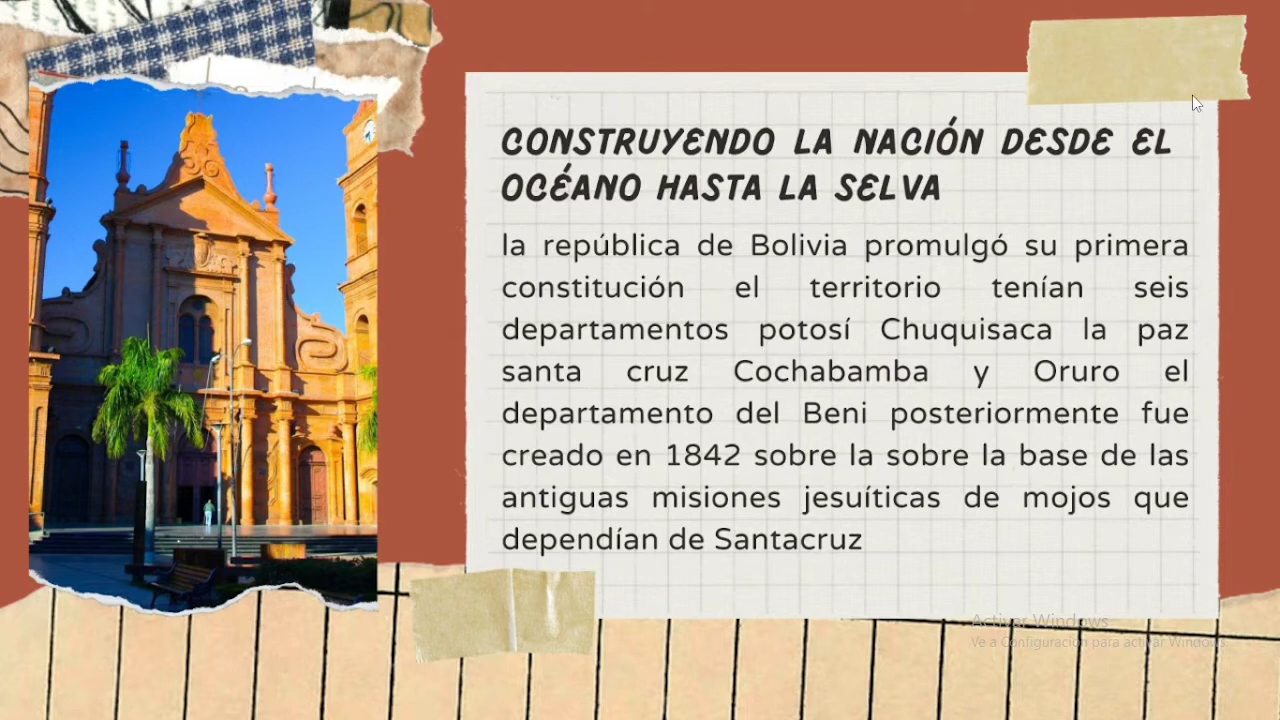 CONSTRUYENDO LA NACIÓN DESDE EL
OCÉANO HASTA LA SELVA
la república de Bolivia promulgó su primera
constitución el territorio tenían seis
departamentos potosí Chuquisaca la paz
santa cruz Cochabamba y Oruro el
departamento del Beni posteriormente fue
creado en 1842 sobre la sobre la base de las
antiguas misiones jesuíticas de mojos que
dependían de Santacruz
Activar Windows
Ve a Configuración para activar Windows.